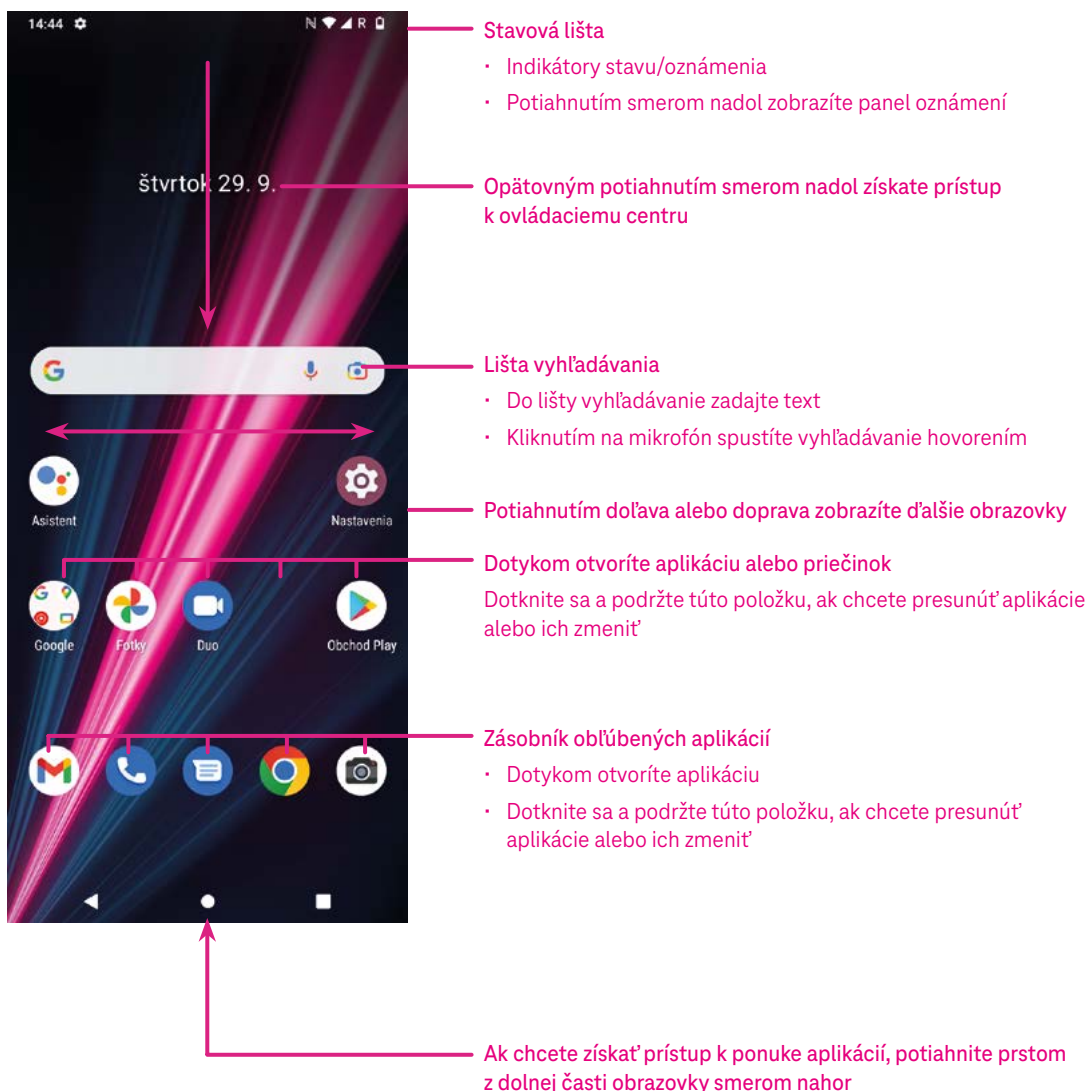 14:44
R
Stavová lišta
· Indikátory stavu/oznámenia
· Potiahnutím smerom nadol zobrazíte panel oznámení
štvrtok 29. 9.
Opätovným potiahnutím smerom nadol získate prístup
k ovládaciemu centru
Lišta vyhľadávania
· Do lišty vyhľadávanie zadajte text
· Kliknutím na mikrofón spustíte vyhľadávanie hovorením
Asistent
Nastavenia
Potiahnutím doľava alebo doprava zobrazíte ďalšie obrazovky
Dotykom otvoríte aplikáciu alebo priečinok
Dotknite sa a podržte túto položku, ak chcete presunúť aplikácie
alebo ich zmeniť
Google
Fotky
Duo
Obchod Play
Zásobník obľúbených aplikácií
· Dotykom otvoríte aplikáciu
· Dotknite sa a podržte túto položku, ak chcete presunúť
aplikácie alebo ich zmeniť
Ak chcete získať prístup k ponuke aplikácií, potiahnite prstom
z dolnej časti obrazovky smerom nahor